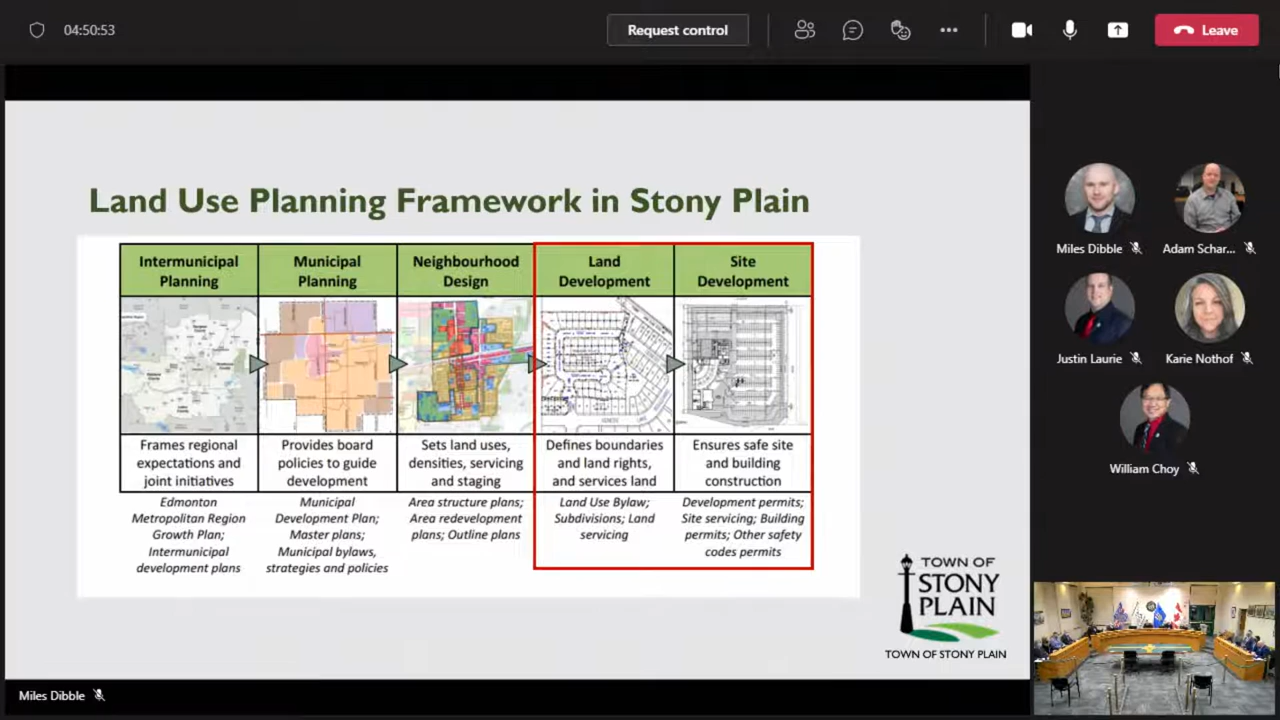 04:50:53
Request control
Leave
Land Use Planning Framework in Stony Plain
Intermunicipal
Planning
Municipal
Planning
Neighbourhood
Design
Land
Development
Site
Development
Frames regional
expectations and
joint initiatives
Provides board
policies to guide
development
Sets land uses,
densities, servicing
and staging
Defines boundaries
and land rights,
and services land
Ensures safe site
and building
construction
Edmonton
Metropolitan Region
Growth Plan;
Intermunicipal
development plans
Municipal
Development Plan;
Master plans;
Municipal bylaws,
strategies and policies
Area structure plans;
Area redevelopment
plans; Outline plans
Land Use Bylaw;
Subdivisions; Land
servicing
Development permits;
Site servicing; Building
permits; Other safety
codes permits
TOWN OF
STONY
PLAIN
TOWN OF STONY PLAIN
Miles Dibble
Miles Dibble
Adam Schar...
Justin Laurie
Karie Nothof
William Choy